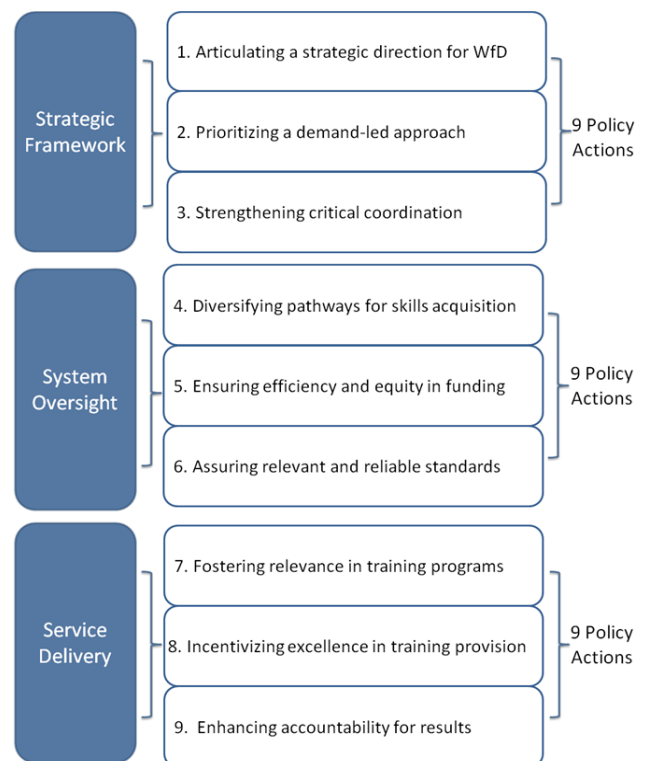 Strategic
Framework
1. Articulating a strategic direction for WfD
2. Prioritizing a demand-led approach
3. Strengthening critical coordination
9 Policy
Actions
System
Oversight
4. Diversifying pathways for skills acquisition
5. Ensuring efficiency and equity in funding
6. Assuring relevant and reliable standards
9 Policy
Actions
Service
Delivery
7. Fostering relevance in training programs
8. Incentivizing excellence in training provision
9. Enhancing accountability for results
9 Policy
Actions